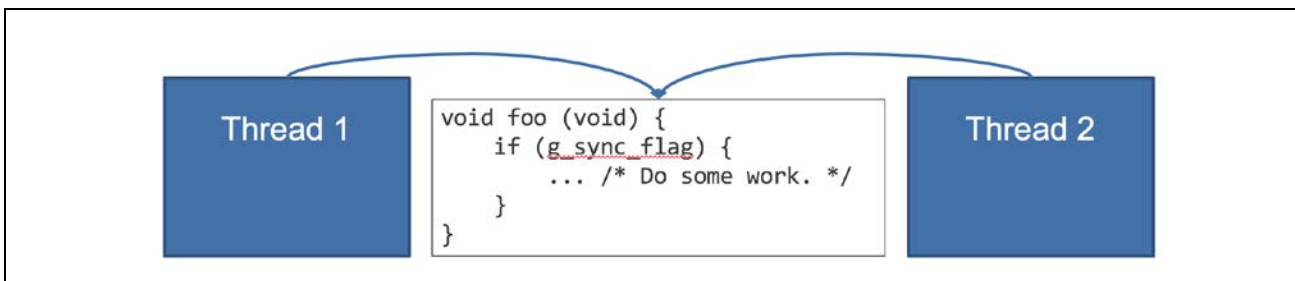 Thread 1
void foo (void) {
    if (g_sync_flag) {
        ... /* Do some work. */
    }
}
Thread 2